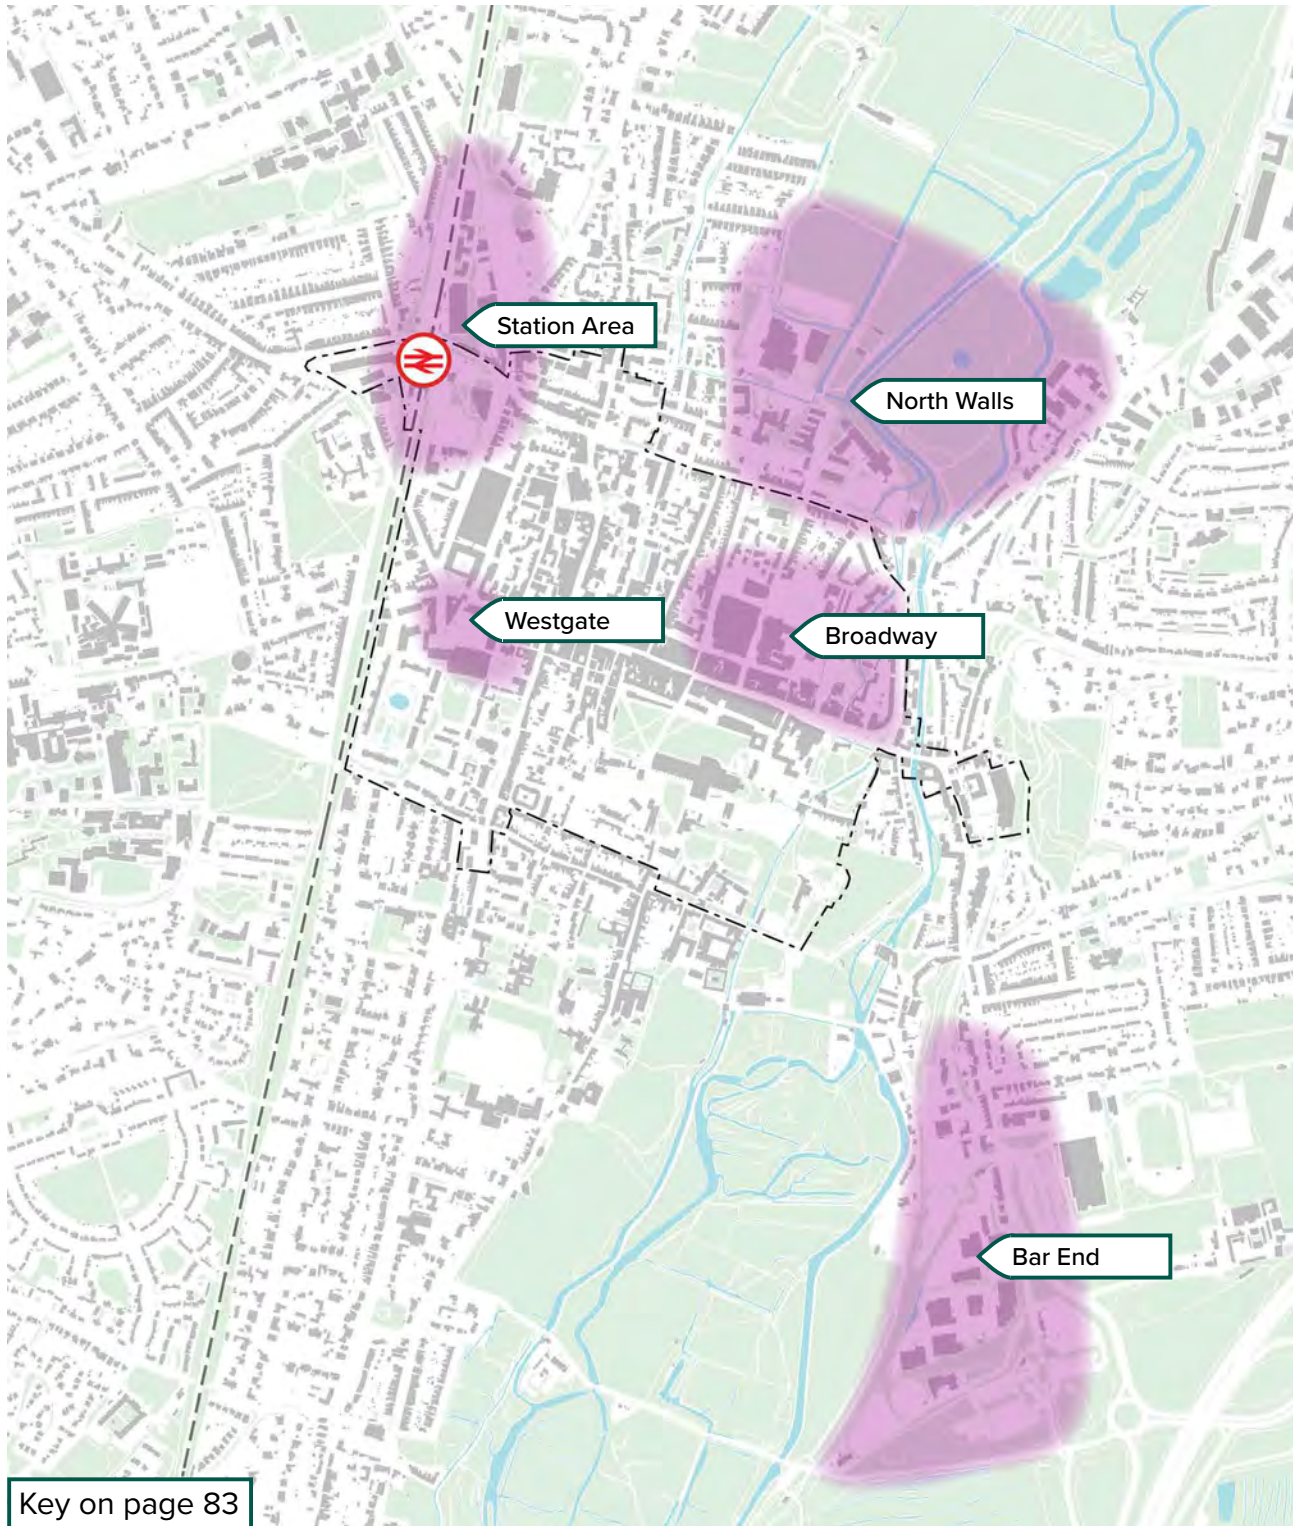 Station Area
North Walls
Westgate
Broadway
Bar End
Key on page 83